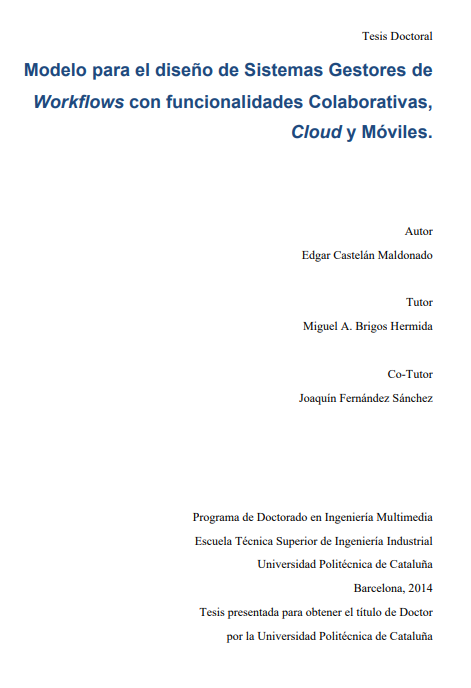 Tesis Doctoral
Modelo para el diseño de Sistemas Gestores de
Workflows con funcionalidades Colaborativas,
Cloud y Móviles.
Autor
Edgar Castelán Maldonado
Tutor
Miguel A. Brigos Hermida
Co-Tutor
Joaquín Fernández Sánchez
Programa de Doctorado en Ingeniería Multimedia
Escuela Técnica Superior de Ingeniería Industrial
Universidad Politécnica de Cataluña
Barcelona, 2014
Tesis presentada para obtener el título de Doctor
por la Universidad Politécnica de Cataluña